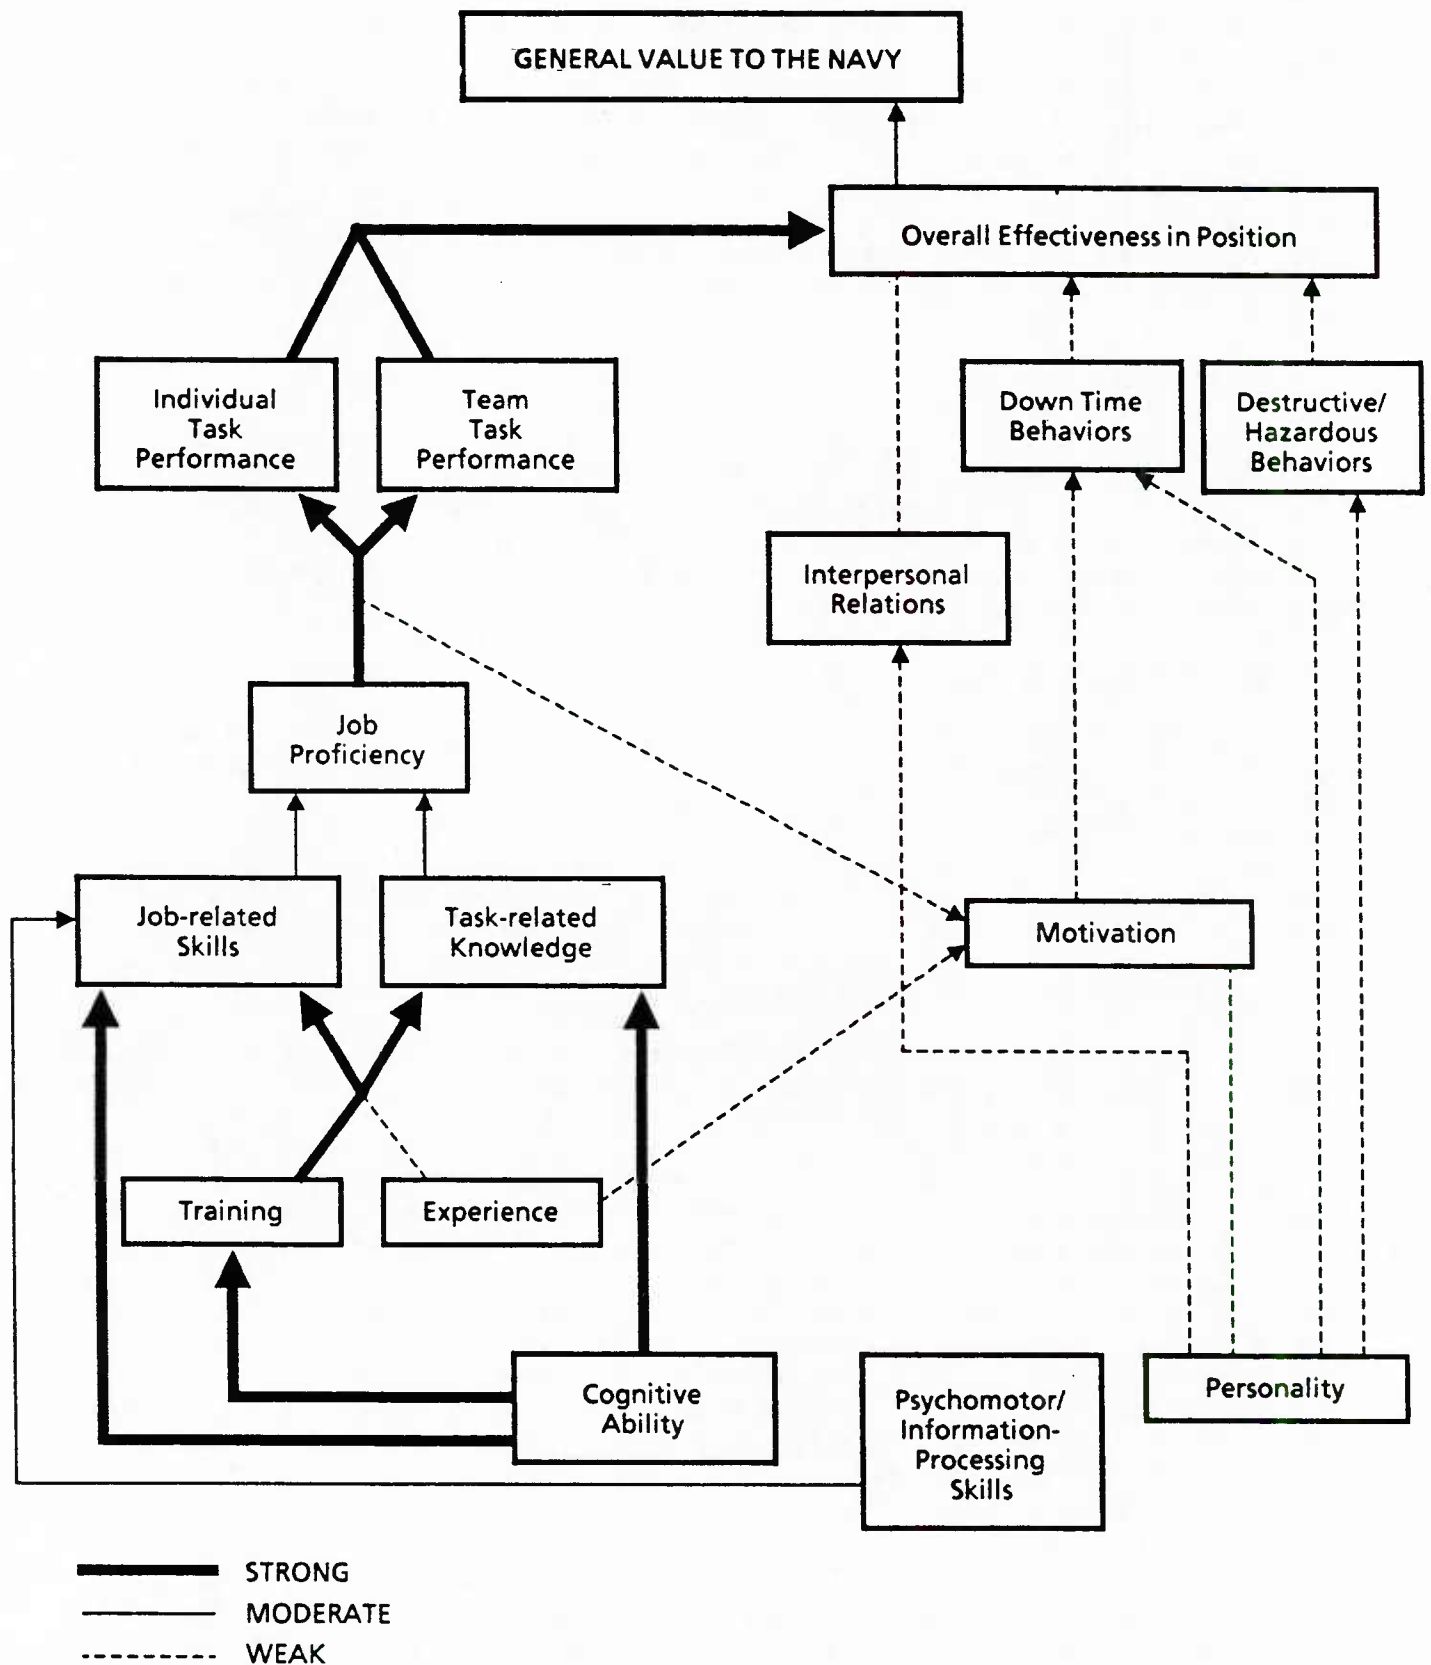 GENERAL VALUE TO THE NAVY
Overall Effectiveness in Position
Individual
Task
Performance
Team
Task
Performance
Down Time
Behaviors
Destructive/
Hazardous
Behaviors
Interpersonal
Relations
Job
Proficiency
Job-related
Skills
Task-related
Knowledge
Motivation
Training
Experience
Cognitive
Ability
Psychomotor/
Information-
Processing
Skills
Personality
STRONG
MODERATE
WEAK